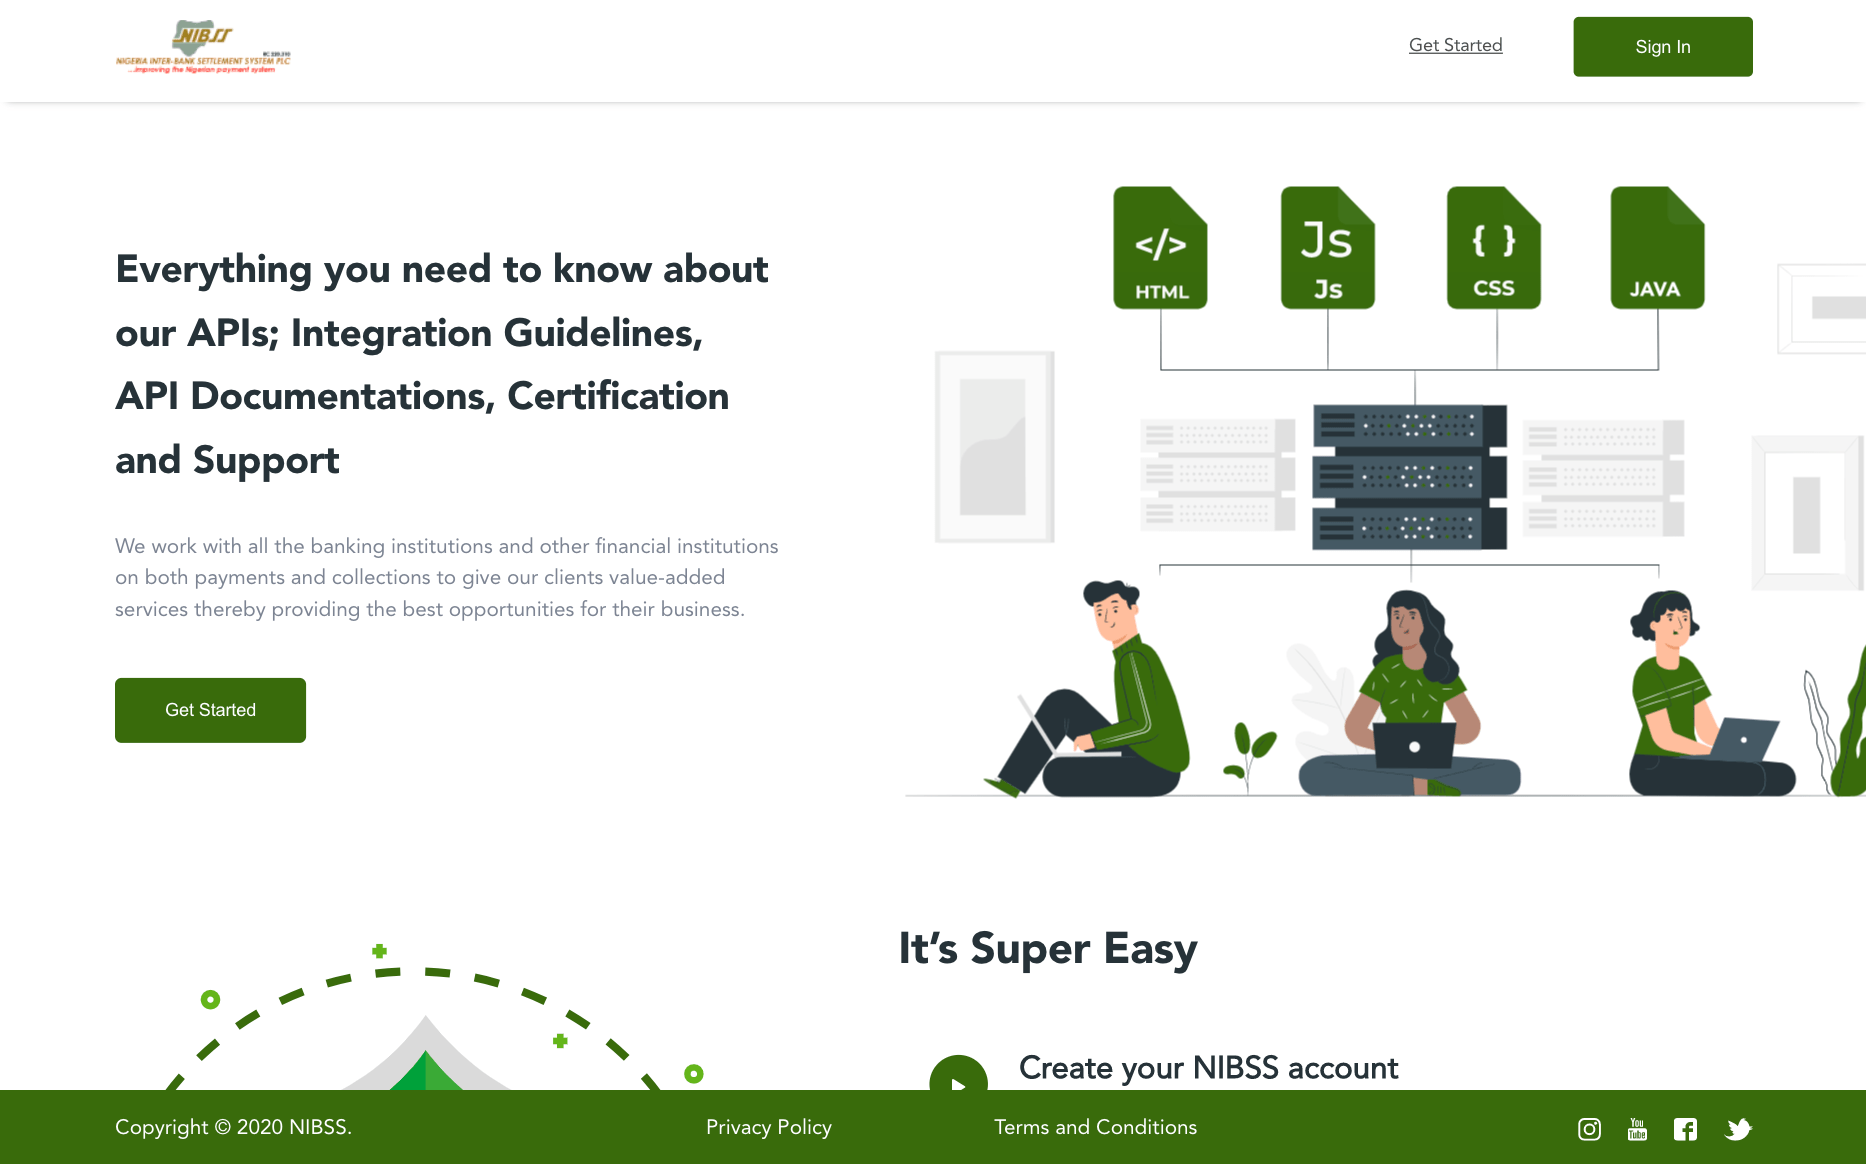 NIBSS
RC 289,310
NIGERIA INTER-BANK SETTLEMENT SYSTEM PLC
...improving the Nigerian payment system
Get Started
Sign In
</>
HTML
Js
Js
{ }
CSS
JAVA
Everything you need to know about
our APIs; Integration Guidelines,
API Documentations, Certification
and Support
We work with all the banking institutions and other financial institutions
on both payments and collections to give our clients value-added
services thereby providing the best opportunities for their business.
Get Started
It’s Super Easy
Create your NIBSS account
Copyright © 2020 NIBSS.
Privacy Policy
Terms and Conditions
You
Tube